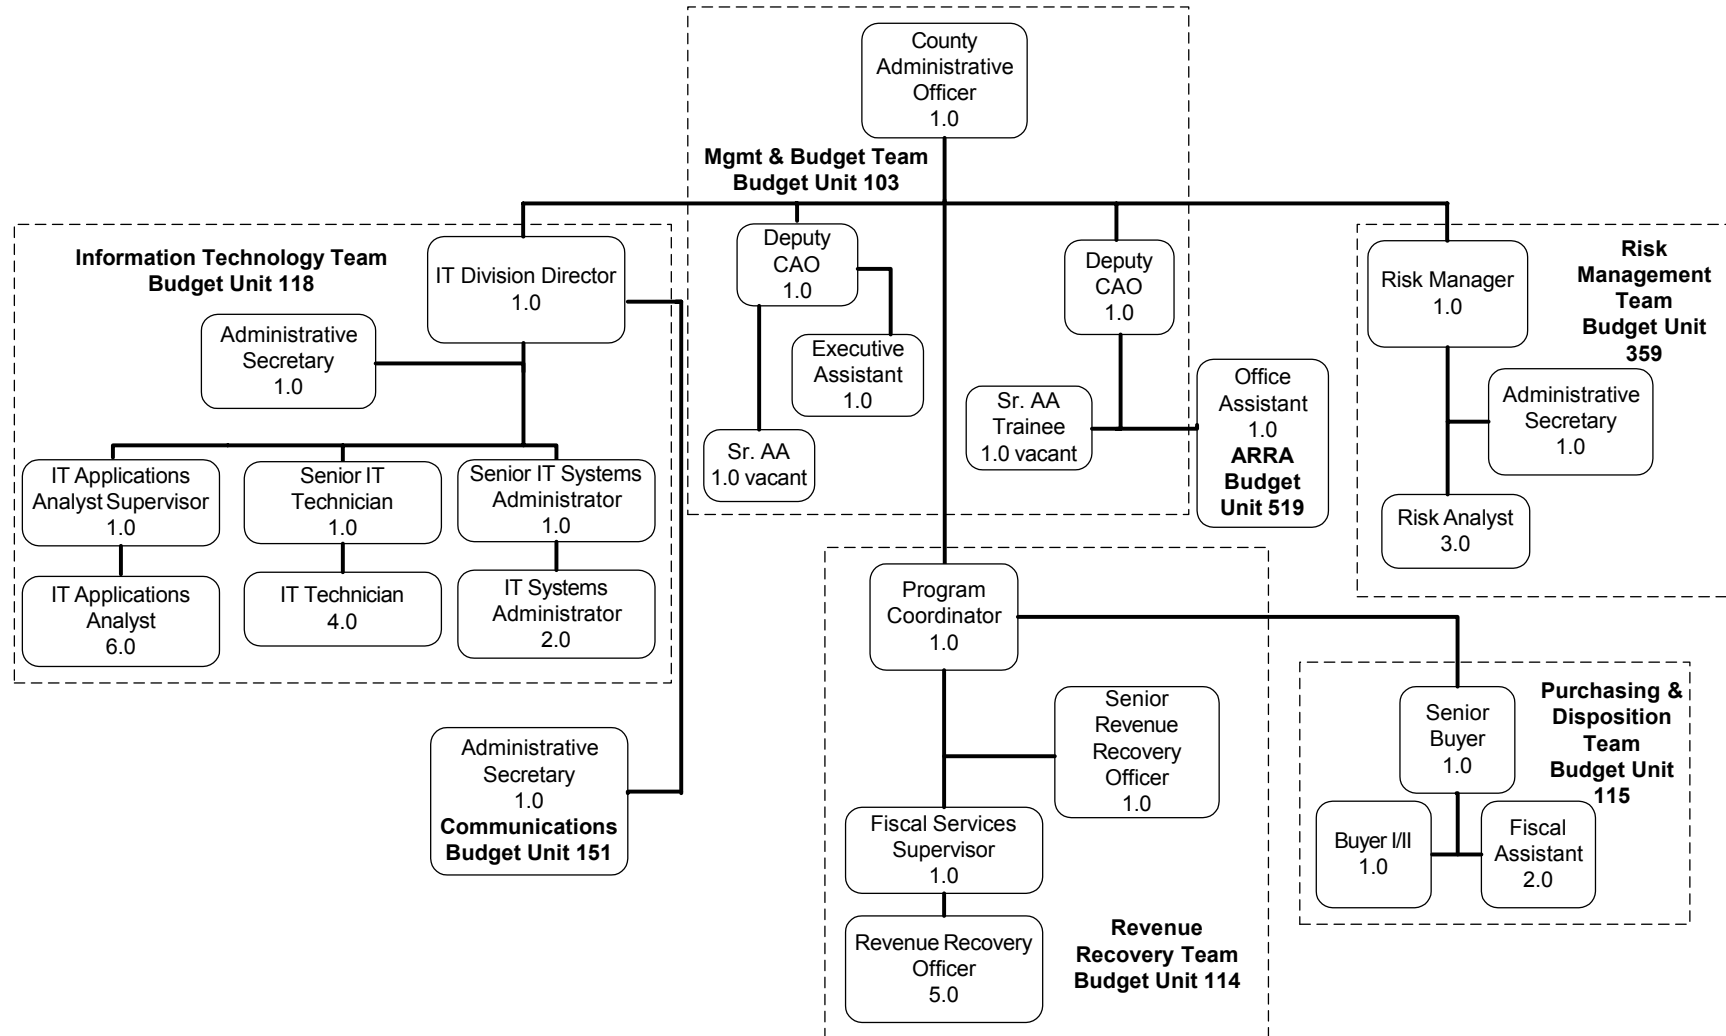 County
Administrative
Officer
1.0
Mgmt & Budget Team
Budget Unit 103
Information Technology Team
Budget Unit 118
IT Division Director
1.0
Administrative
Secretary
1.0
IT Applications
Analyst Supervisor
1.0
Senior IT
Technician
1.0
Senior IT Systems
Administrator
1.0
IT Applications
Analyst
6.0
IT Technician
4.0
IT Systems
Administrator
2.0
Administrative
Secretary
1.0
Communications
Budget Unit 151
Deputy
CAO
1.0
Executive
Assistant
1.0
Sr. AA
1.0 vacant
Deputy
CAO
1.0
Sr. AA
Trainee
1.0 vacant
Office
Assistant
1.0
ARRA
Budget
Unit 519
Risk Manager
1.0
Risk
Management
Team
Budget Unit
359
Administrative
Secretary
1.0
Risk Analyst
3.0
Program
Coordinator
1.0
Senior
Revenue
Recovery
Officer
1.0
Fiscal Services
Supervisor
1.0
Revenue Recovery
Officer
5.0
Revenue
Recovery Team
Budget Unit 114
Purchasing &
Disposition
Team
Budget Unit
115
Senior
Buyer
1.0
Buyer I/II
1.0
Fiscal
Assistant
2.0